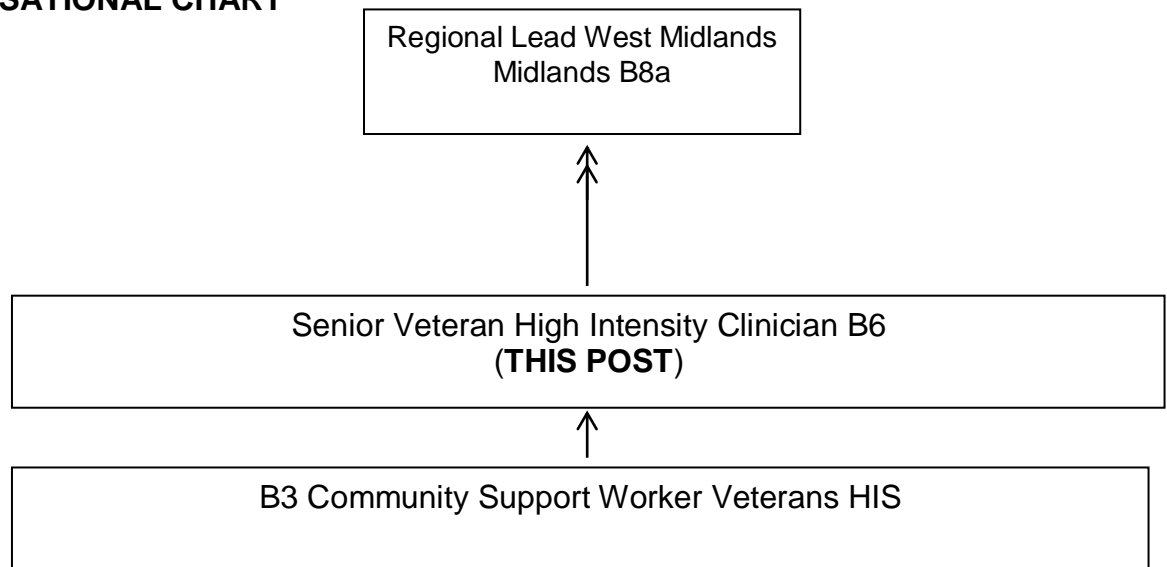 SATIONAL CHART
Regional Lead West Midlands
Midlands B8a
Senior Veteran High Intensity Clinician B6
(THIS POST)
B3 Community Support Worker Veterans HIS